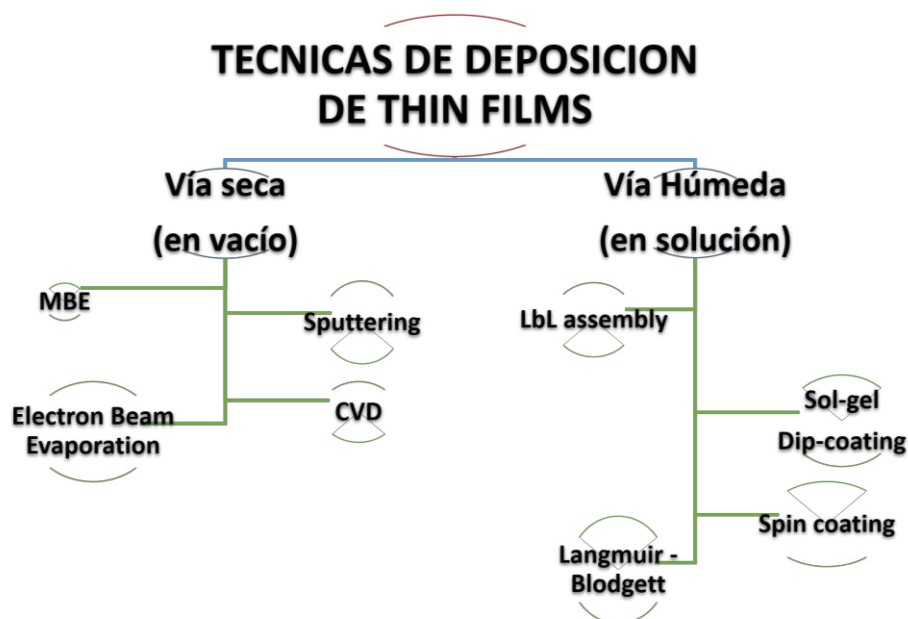 TECNICAS DE DEPOSICION
DE THIN FILMS
Vía seca
(en vacío)
MBE
Sputtering
Electron Beam
Evaporation
CVD
Vía Húmeda
(en solución)
LbL assembly
Sol-gel
Dip-coating
Spin coating
Langmuir -
Blodgett